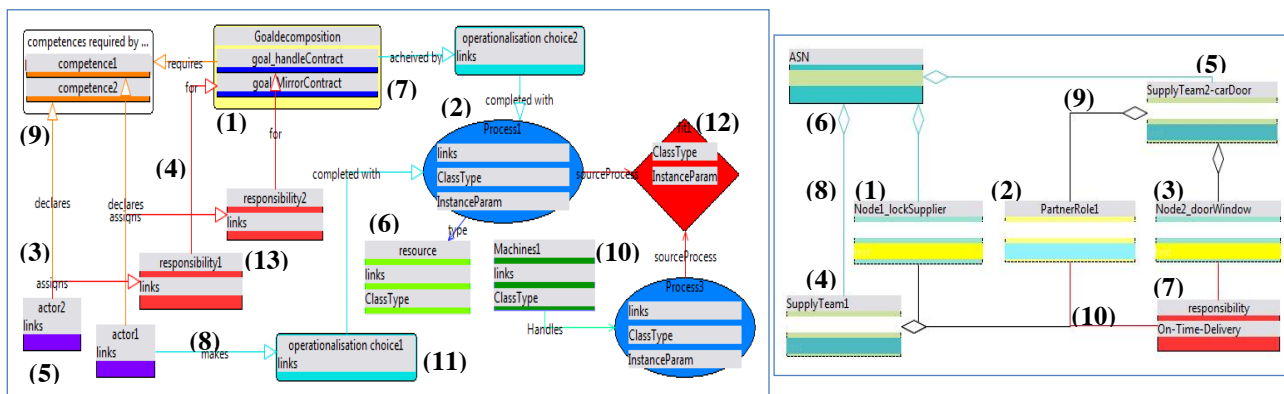 competences required by ...
competence1
competence2
(9)
requires
for
Goaldecomposition
goal_handleContract
goal_MirrorContract
(1)
(7)
acheived by
operationalisation choice2
links
completed with
(2)
Process1
links
ClassType
InstanceParam
(12)
fit1
ClassType
InstanceParam
sourceProcess
(4)
for
completed with
declares
declares
assigns
responsibility2
links
(6)
type
resource
links
ClassType
Machines1
links
ClassType
(10)
sourceProcess
(3)
assigns
responsibility1
links
(13)
Handles
Process3
links
ClassType
InstanceParam
actor2
links
(5)
actor1
links
(8)
makes
operationalisation choice1
links
(11)
ASN
(5)
SupplyTeam2-carDoor
(6)
(9)
(8)
(1)
Node1_lockSupplier
(2)
PartnerRole1
(3)
Node2_doorWindow
(4)
SupplyTeam1
(7)
responsibility
On-Time-Delivery
(10)